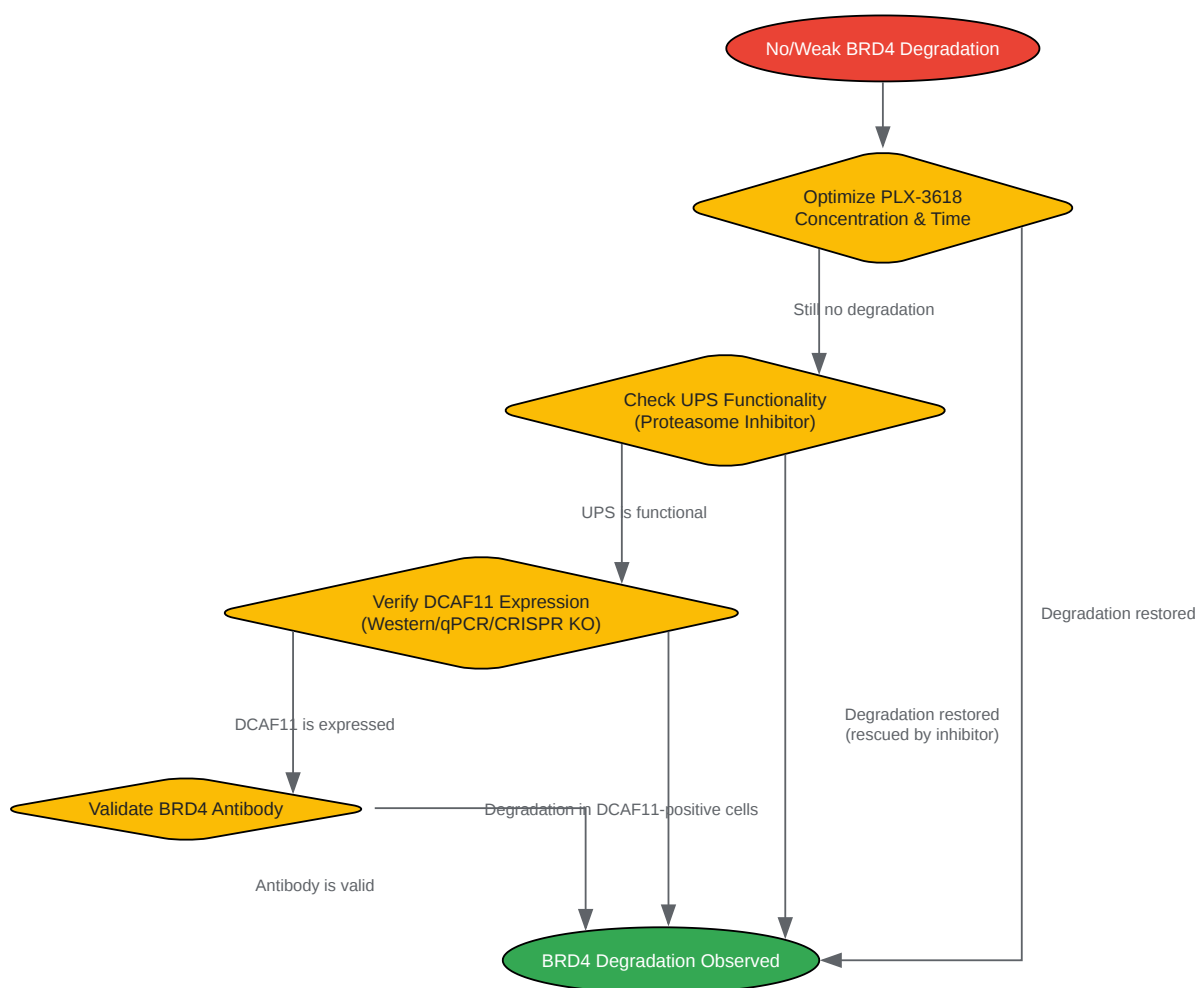 No/Weak BRD4 Degradation
Optimize PLX-3618
Concentration & Time
Still no degradation
Check UPS Functionality
(Proteasome Inhibitor)
UPS is functional
Verify DCAF11 Expression
(Western/qPCR/CRISPR KO)
Degradation restored
Degradation restored
(rescued by inhibitor)
DCAF11 is expressed
Validate BRD4 Antibody
Degradation in DCAF11-positive cells
Antibody is valid
BRD4 Degradation Observed